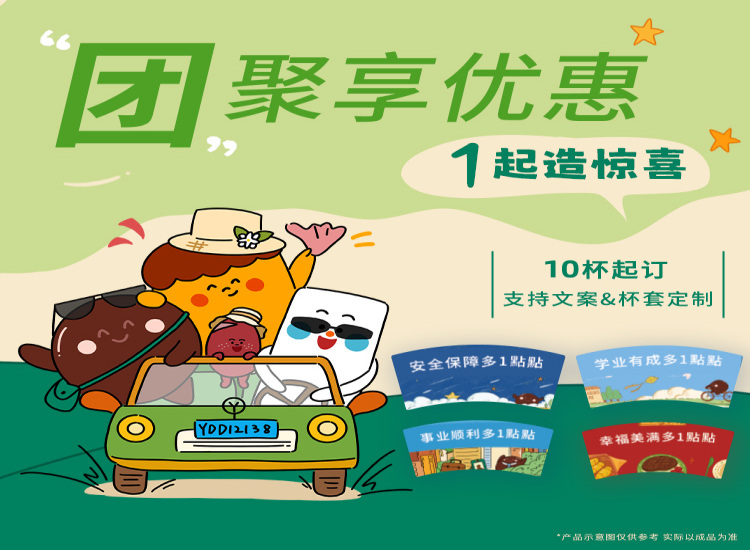 “团”聚享优惠
1起造惊喜
10杯起订
支持文案&杯套定制
安全保障多1點點
学业有成多1點點
事业顺利多1點點
幸福美满多1點點
YDD12138
*产品示意图仅供参考 实际以成品为准